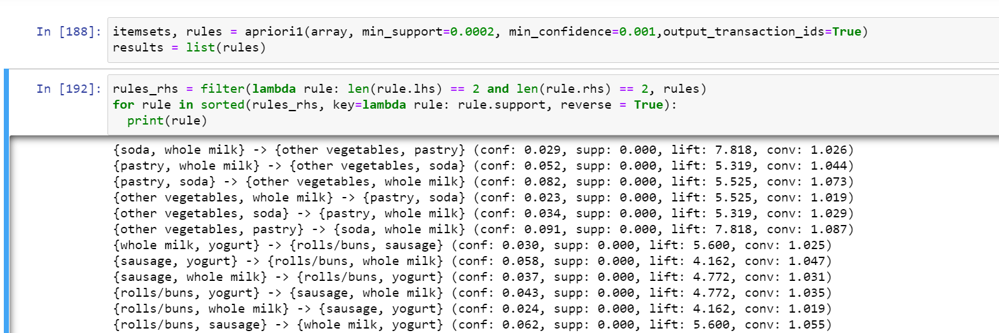 In [188]: itemsets, rules = apriori1(array, min_support=0.0002, min_confidence=0.001,output_transaction_ids=True)
results = list(rules)
In [192]: rules_rhs = filter(lambda rule: len(rule.lhs) == 2 and len(rule.rhs) == 2, rules)
for rule in sorted(rules_rhs, key=lambda rule: rule.support, reverse = True):
  print(rule)
{soda, whole milk} -> {other vegetables, pastry} (conf: 0.029, supp: 0.000, lift: 7.818, conv: 1.026)
{pastry, whole milk} -> {other vegetables, soda} (conf: 0.052, supp: 0.000, lift: 5.319, conv: 1.044)
{pastry, soda} -> {other vegetables, whole milk} (conf: 0.082, supp: 0.000, lift: 5.525, conv: 1.073)
{other vegetables, whole milk} -> {pastry, soda} (conf: 0.023, supp: 0.000, lift: 5.525, conv: 1.019)
{other vegetables, soda} -> {pastry, whole milk} (conf: 0.034, supp: 0.000, lift: 5.319, conv: 1.029)
{other vegetables, pastry} -> {soda, whole milk} (conf: 0.091, supp: 0.000, lift: 7.818, conv: 1.087)
{whole milk, yogurt} -> {rolls/buns, sausage} (conf: 0.030, supp: 0.000, lift: 5.600, conv: 1.025)
{sausage, yogurt} -> {rolls/buns, whole milk} (conf: 0.058, supp: 0.000, lift: 4.162, conv: 1.047)
{sausage, whole milk} -> {rolls/buns, yogurt} (conf: 0.037, supp: 0.000, lift: 4.772, conv: 1.031)
{rolls/buns, yogurt} -> {sausage, whole milk} (conf: 0.043, supp: 0.000, lift: 4.772, conv: 1.035)
{rolls/buns, whole milk} -> {sausage, yogurt} (conf: 0.024, supp: 0.000, lift: 4.162, conv: 1.019)
{rolls/buns, sausage} -> {whole milk, yogurt} (conf: 0.062, supp: 0.000, lift: 5.600, conv: 1.055)